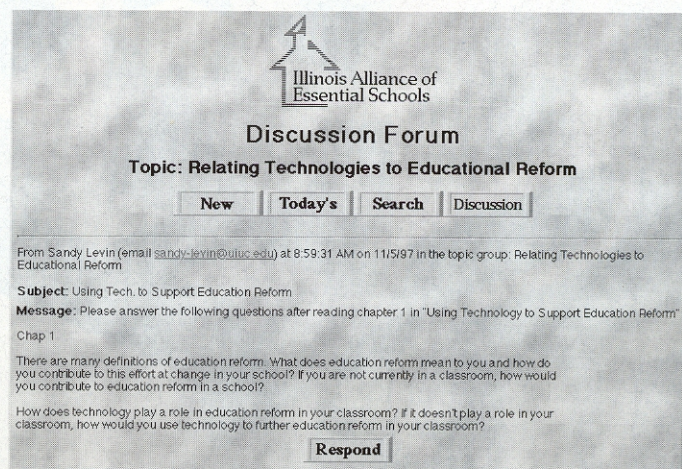 Illinois Alliance of
Essential Schools
Discussion Forum
Topic: Relating Technologies to Educational Reform
New Today's Search Discussion
From Sandy Levin (email sandy-levin@uiuc.edu) at 8:59:31 AM on 11/5/97 in the topic group: Relating Technologies to
Educational Reform
Subject: Using Tech. to Support Education Reform
Message: Please answer the following questions after reading chapter 1 in "Using Technology to Support Education Reform"
Chap 1
There are many definitions of education reform. What does education reform mean to you and how do
you contribute to this effort at change in your school? If you are not currently in a classroom, how would
you contribute to education reform in a school?
How does technology play a role in education reform in your classroom? If it doesn't play a role in your
classroom, how would you use technology to further education reform in your classroom?
Respond